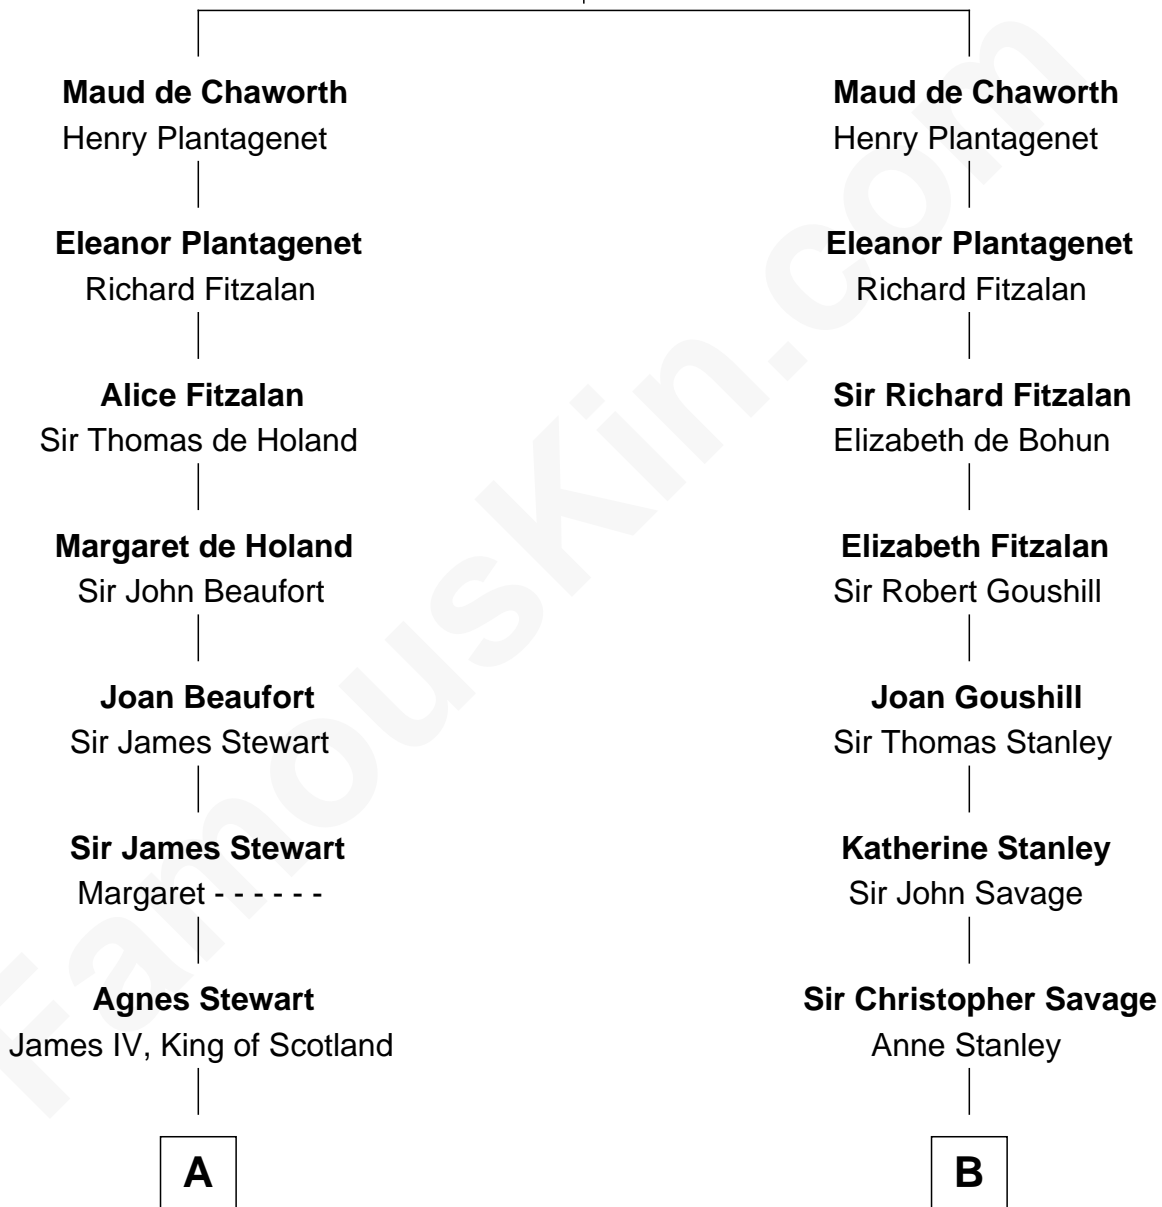 Maud de Chaworth
Henry Plantagenet
Eleanor Plantagenet
Richard Fitzalan
Alice Fitzalan
Sir Thomas de Holand
Margaret de Holand
Sir John Beaufort
Joan Beaufort
Sir James Stewart
Sir James Stewart
Margaret - - - - - -
Agnes Stewart
James IV, King of Scotland
A
Maud de Chaworth
Henry Plantagenet
Eleanor Plantagenet
Richard Fitzalan
Sir Richard Fitzalan
Elizabeth de Bohun
Elizabeth Fitzalan
Sir Robert Goushill
Joan Goushill
Sir Thomas Stanley
Katherine Stanley
Sir John Savage
Sir Christopher Savage
Anne Stanley
B
FamousKin.com